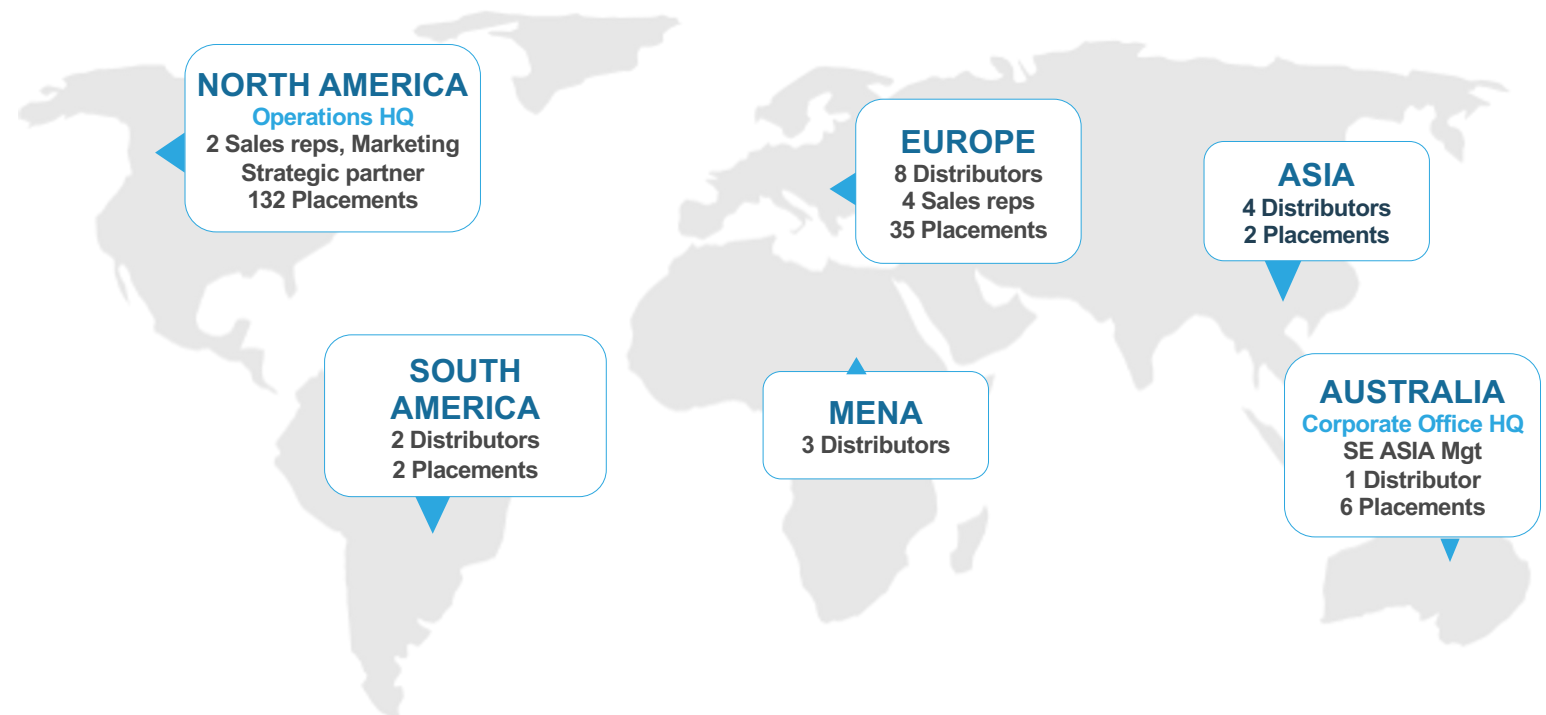 NORTH AMERICA
Operations HQ
2 Sales reps, Marketing
Strategic partner
132 Placements
EUROPE
8 Distributors
4 Sales reps
35 Placements
ASIA
4 Distributors
2 Placements
SOUTH
AMERICA
2 Distributors
2 Placements
MENA
3 Distributors
AUSTRALIA
Corporate Office HQ
SE ASIA Mgt
1 Distributor
6 Placements